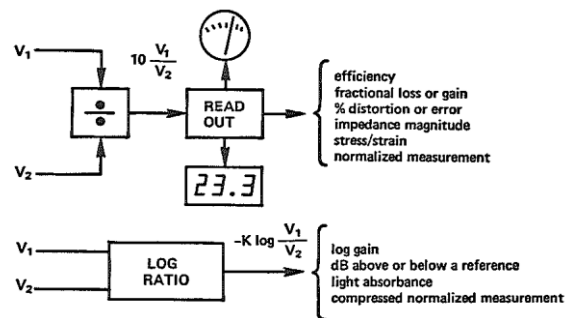 V₁
10 V₁/V₂
÷
V₂
READ
OUT
23.3
efficiency
fractional loss or gain
% distortion or error
impedance magnitude
stress/strain
normalized measurement
V₁
V₂
LOG
RATIO
–K log V₁/V₂
log gain
dB above or below a reference
light absorbance
compressed normalized measurement